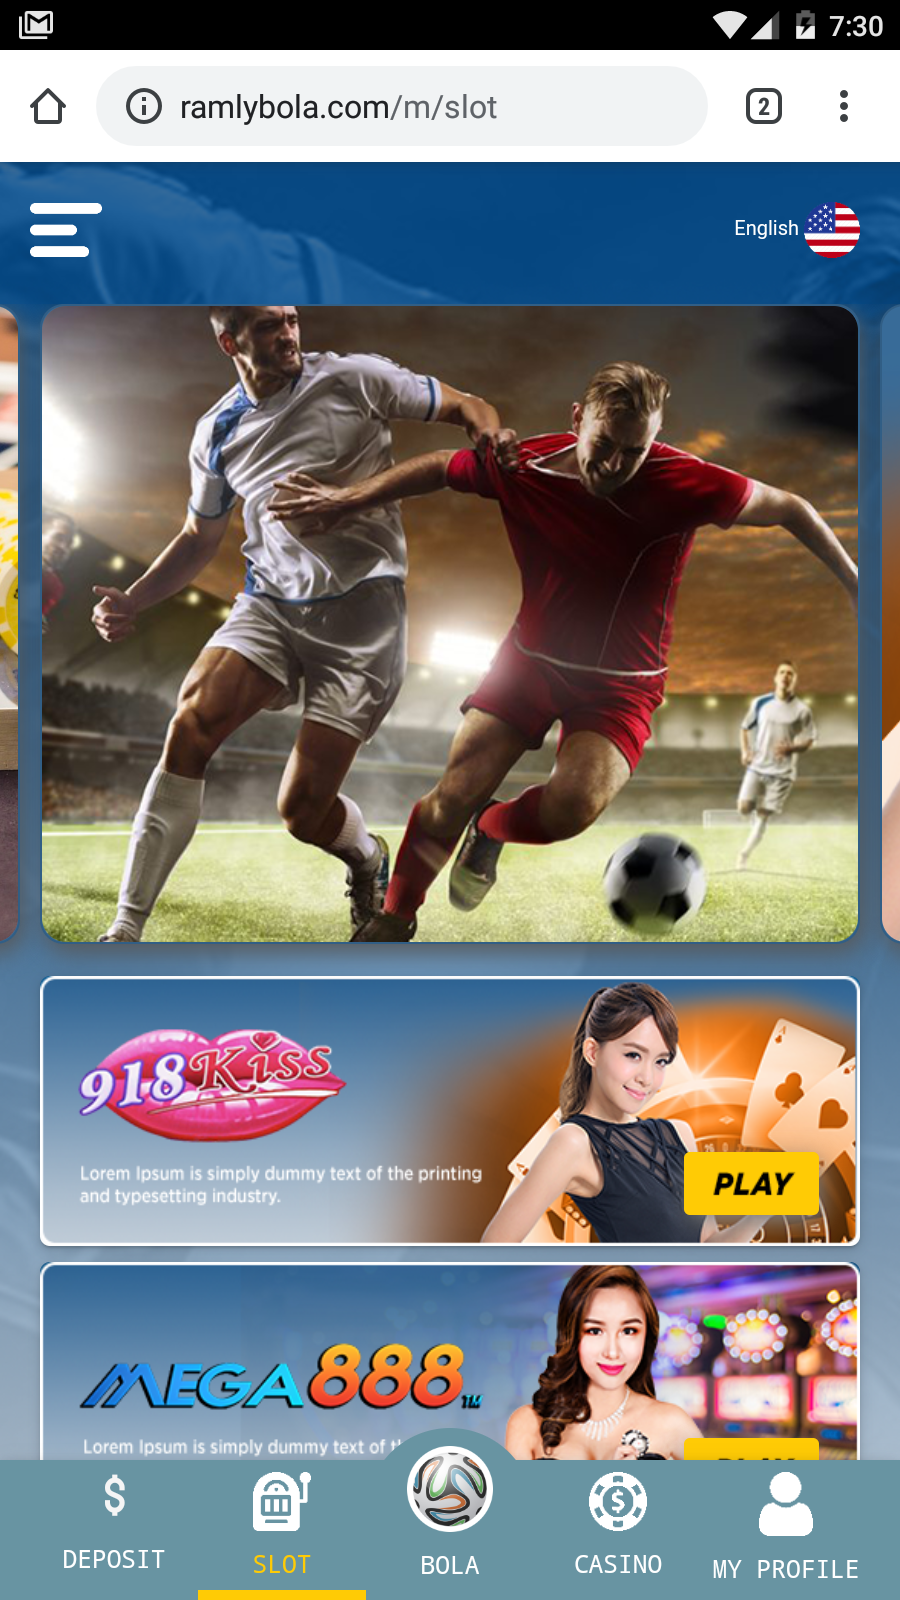 7:30
ramlybola.com/m/slot
2
English
918Kiss
Lorem Ipsum is simply dummy text of the printing
and typesetting industry.
PLAY
MEGA888™
Lorem Ipsum is simply dummy text of
DEPOSIT
SLOT
BOLA
CASINO
MY PROFILE